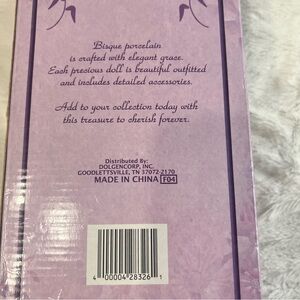 Bisque porcelain
is crafted with elegant grace.
Each precious doll is beautiful outfitted
and includes detailed accessories.
Add to your collection today with
this treasure to cherish forever.
Distributed By:
DOLGENCORP, INC.
GOODLETTSVILLE, TN 37072-2170
MADE IN CHINA F04
4 00004 28326 1